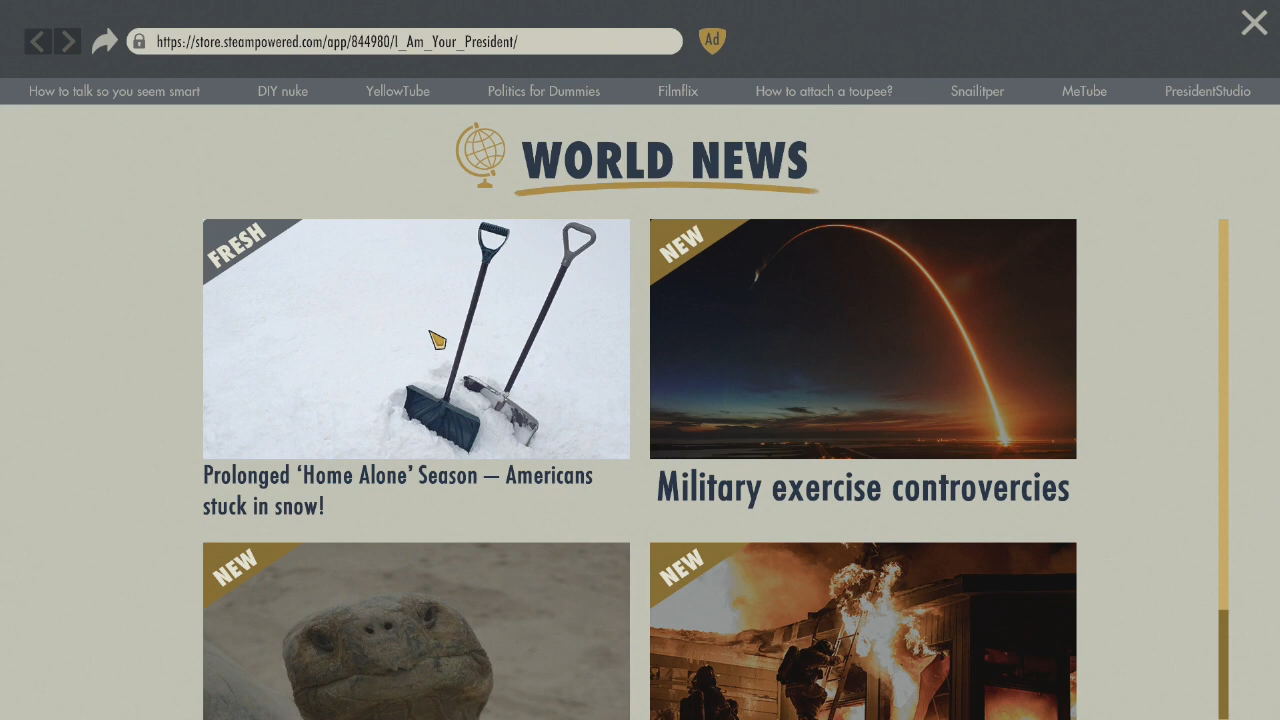 https://store.steampowered.com/app/844980/I_Am_Your_President/
Ad
How to talk so you seem smart DIY nuke YellowTube Politics for Dummies Filmflix How to attach a toupee? Snailitper MeTube PresidentStudio
WORLD NEWS
FRESH
NEW
Prolonged ‘Home Alone’ Season — Americans
stuck in snow!
Military exercise controvercies
NEW
NEW